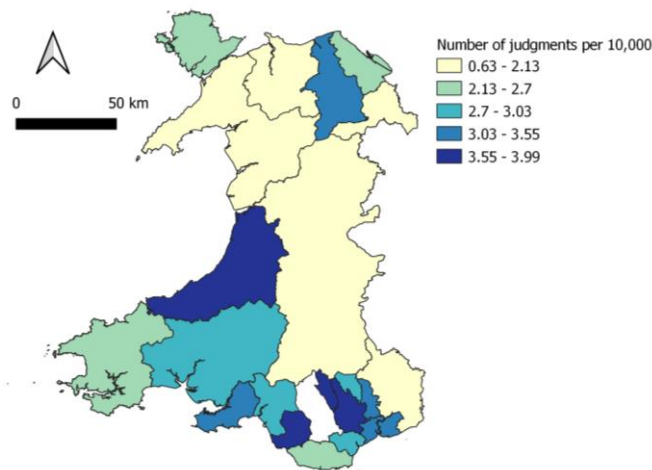 Number of judgments per 10,000
0.63 - 2.13
2.13 - 2.7
2.7 - 3.03
3.03 - 3.55
3.55 - 3.99
0 50 km